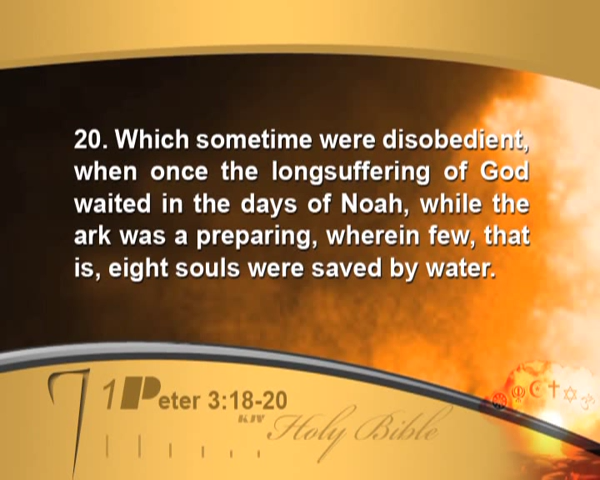 20. Which sometime were disobedient,
when once the longsuffering of God
waited in the days of Noah, while the
ark was a preparing, wherein few, that
is, eight souls were saved by water.
1Peter 3:18-20
KJV
Holy Bible